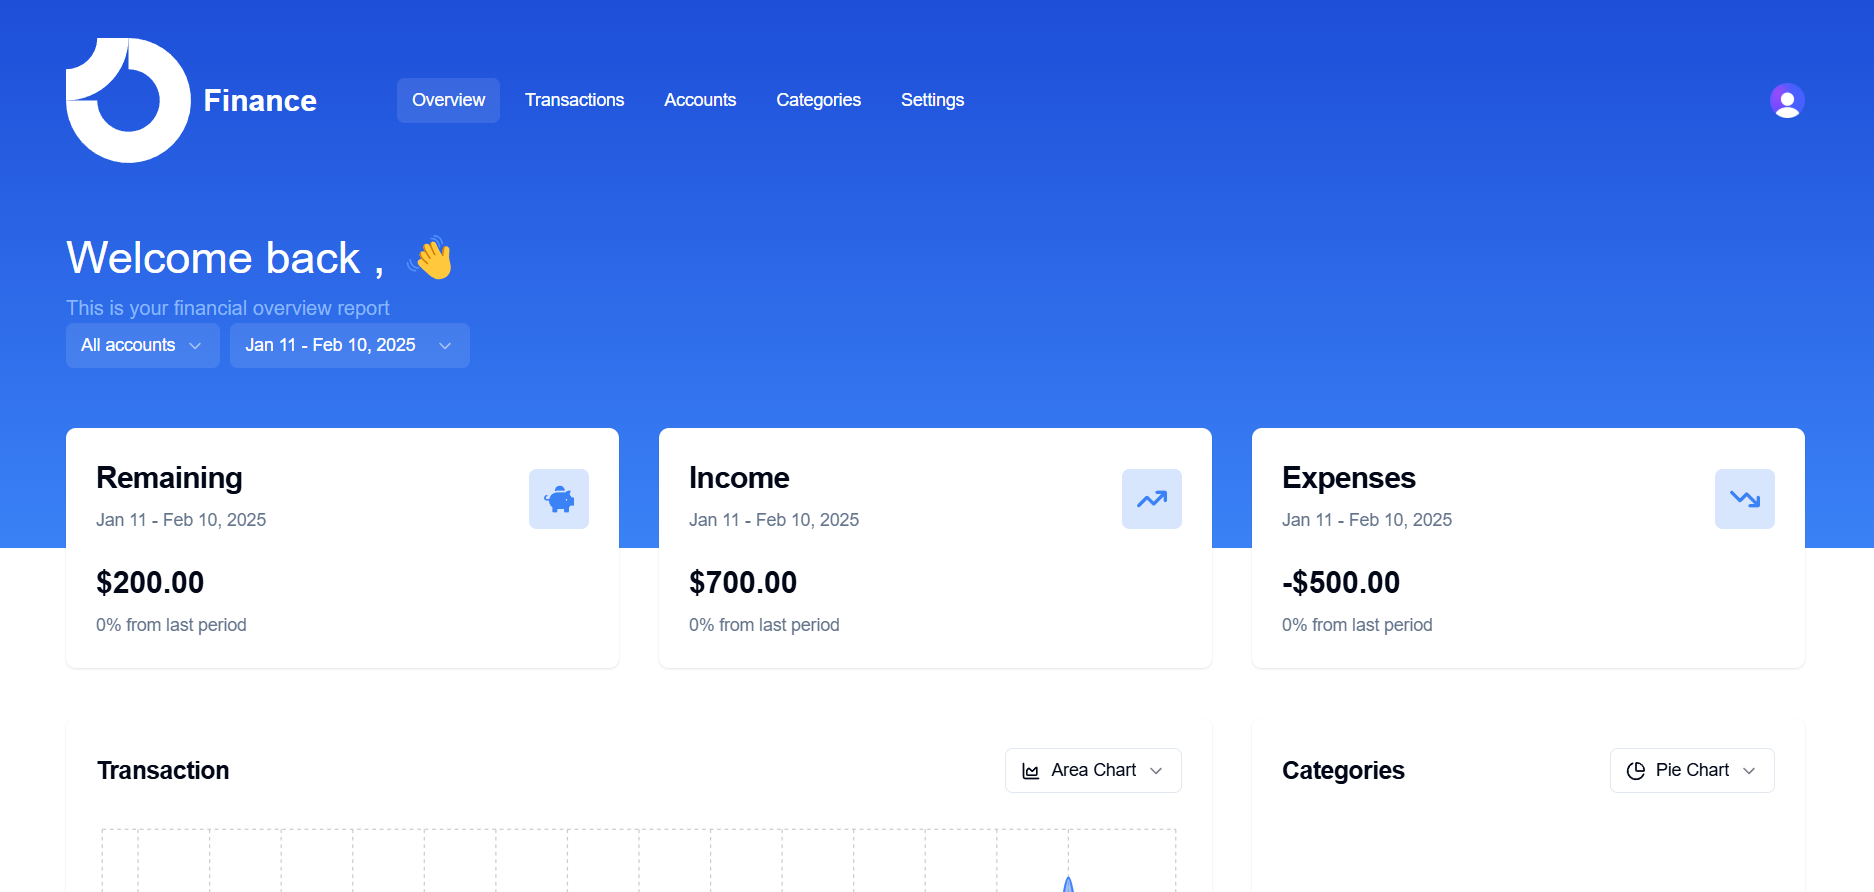 Finance
Overview
Transactions
Accounts
Categories
Settings
Welcome back , 👋
This is your financial overview report
All accounts
Jan 11 - Feb 10, 2025
Remaining
Jan 11 - Feb 10, 2025
$200.00
0% from last period
Income
Jan 11 - Feb 10, 2025
$700.00
0% from last period
Expenses
Jan 11 - Feb 10, 2025
-$500.00
0% from last period
Transaction
Area Chart
Categories
Pie Chart